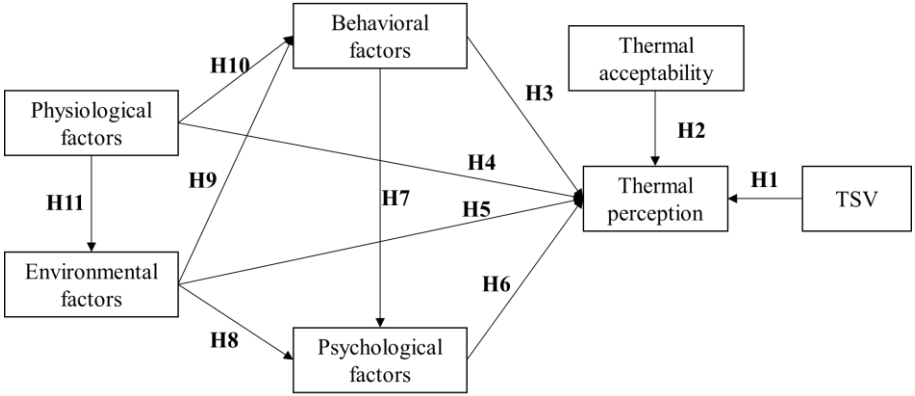 Behavioral
factors
Thermal
acceptability
H10
H3
Physiological
factors
H2
H4
H9
H1
Thermal
perception
TSV
H11
H7
H5
Environmental
factors
H6
H8
Psychological
factors